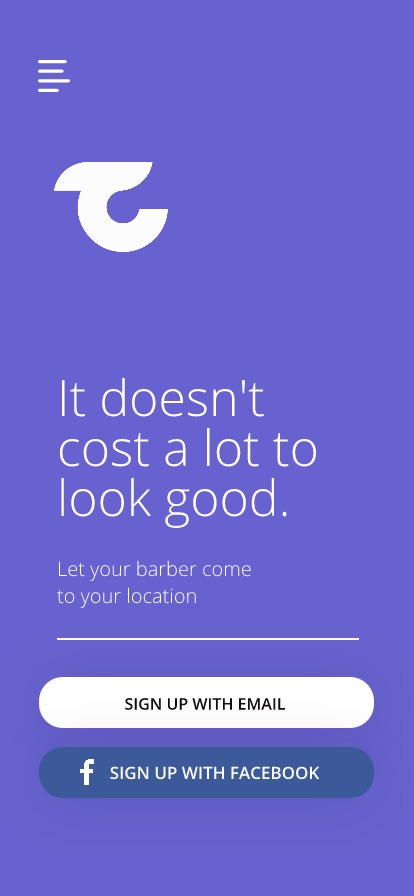 It doesn't
cost a lot to
look good.
Let your barber come
to your location
SIGN UP WITH EMAIL
SIGN UP WITH FACEBOOK